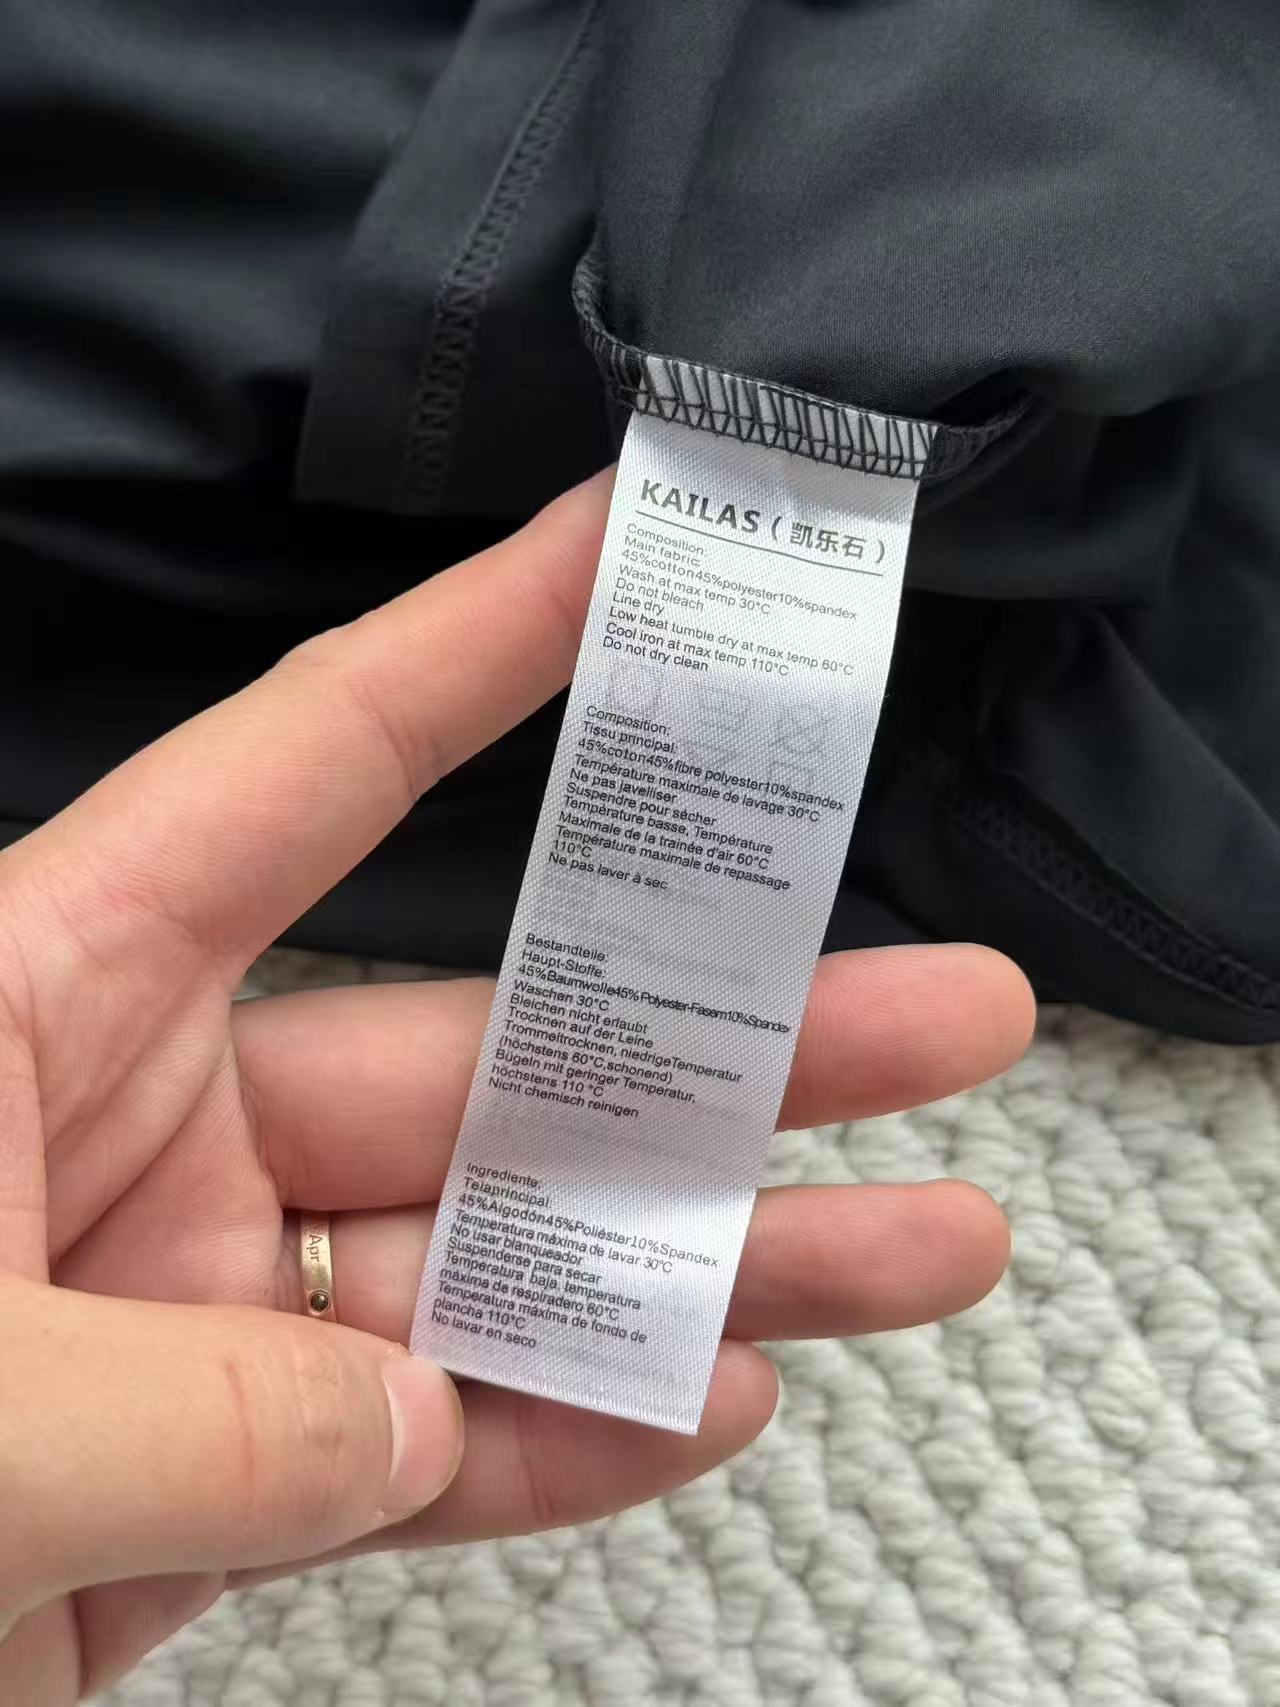 KAILAS（凯乐石）
Composition:
Main fabric:
45%cotton45%polyester10%spandex
Wash at max temp 30°C
Do not bleach
Line dry
Low heat tumble dry at max temp 60°C
Cool iron at max temp 110°C
Do not dry clean
Composition:
Tissu principal:
45%coton45%fibre polyester10%spandex
Température maximale de lavage 30°C
Ne pas javelliser
Suspendre pour sécher
Température basse, Température
Maximale de la trainée d'air 60°C
Température maximale de repassage
110°C
Ne pas laver à sec
Bestandteile:
Haupt-Stoffe:
45%Baumwolle45%Polyester-Fasern10%Spandex
Waschen 30°C
Bleichen nicht erlaubt
Trocknen auf der Leine
Trommeltrocknen, niedrigeTemperatur
(höchstens 60°C,schonend)
Bügeln mit geringer Temperatur,
höchstens 110 °C
Nicht chemisch reinigen
Ingrediente:
Telaprincipal:
45%Algodón45%Poliéster10%Spandex
Temperatura máxima de lavar 30°C
No usar blanqueador
Suspenderse para secar
Temperatura baja, temperatura
máxima de respiradero 60°C
Temperatura máxima de fondo de
plancha 110°C
No lavar en seco
Apr